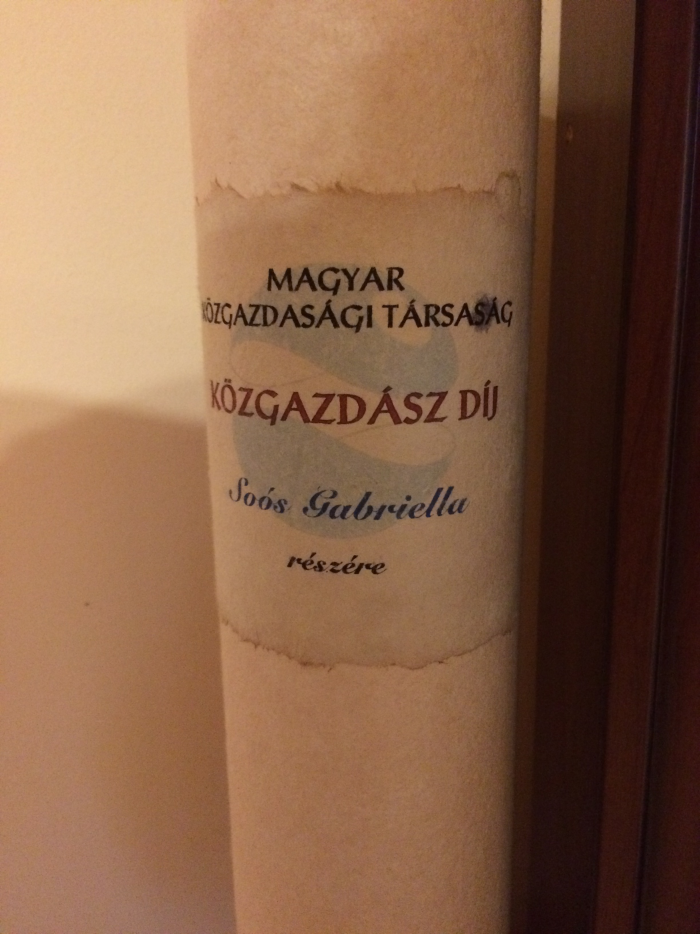 MAGYAR
KÖZGAZDASÁGI TÁRSASÁG
KÖZGAZDÁSZ DÍJ
Soós Gabriella
részére